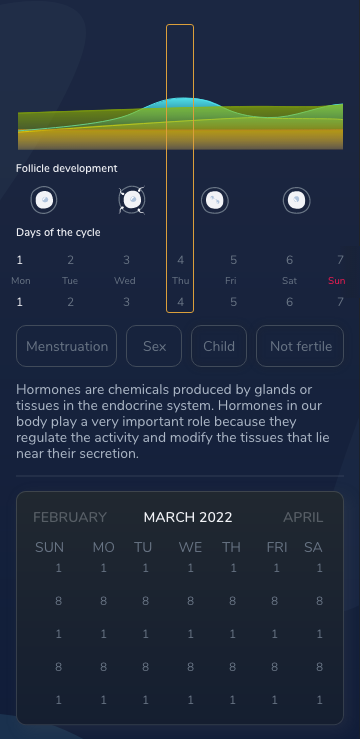 Follicle development
Days of the cycle
1 2 3 4 5 6 7
Mon Tue Wed Thu Fri Sat Sun
1 2 3 4 5 6 7
Menstruation Sex Child Not fertile
Hormones are chemicals produced by glands or
tissues in the endocrine system. Hormones in our
body play a very important role because they
regulate the activity and modify the tissues that lie
near their secretion.
FEBRUARY MARCH 2022 APRIL
SUN MO TU WE TH FRI SA
1 1 1 1 1 1 1
8 8 8 8 8 8 8
1 1 1 1 1 1 1
8 8 8 8 8 8 8
1 1 1 1 1 1 1